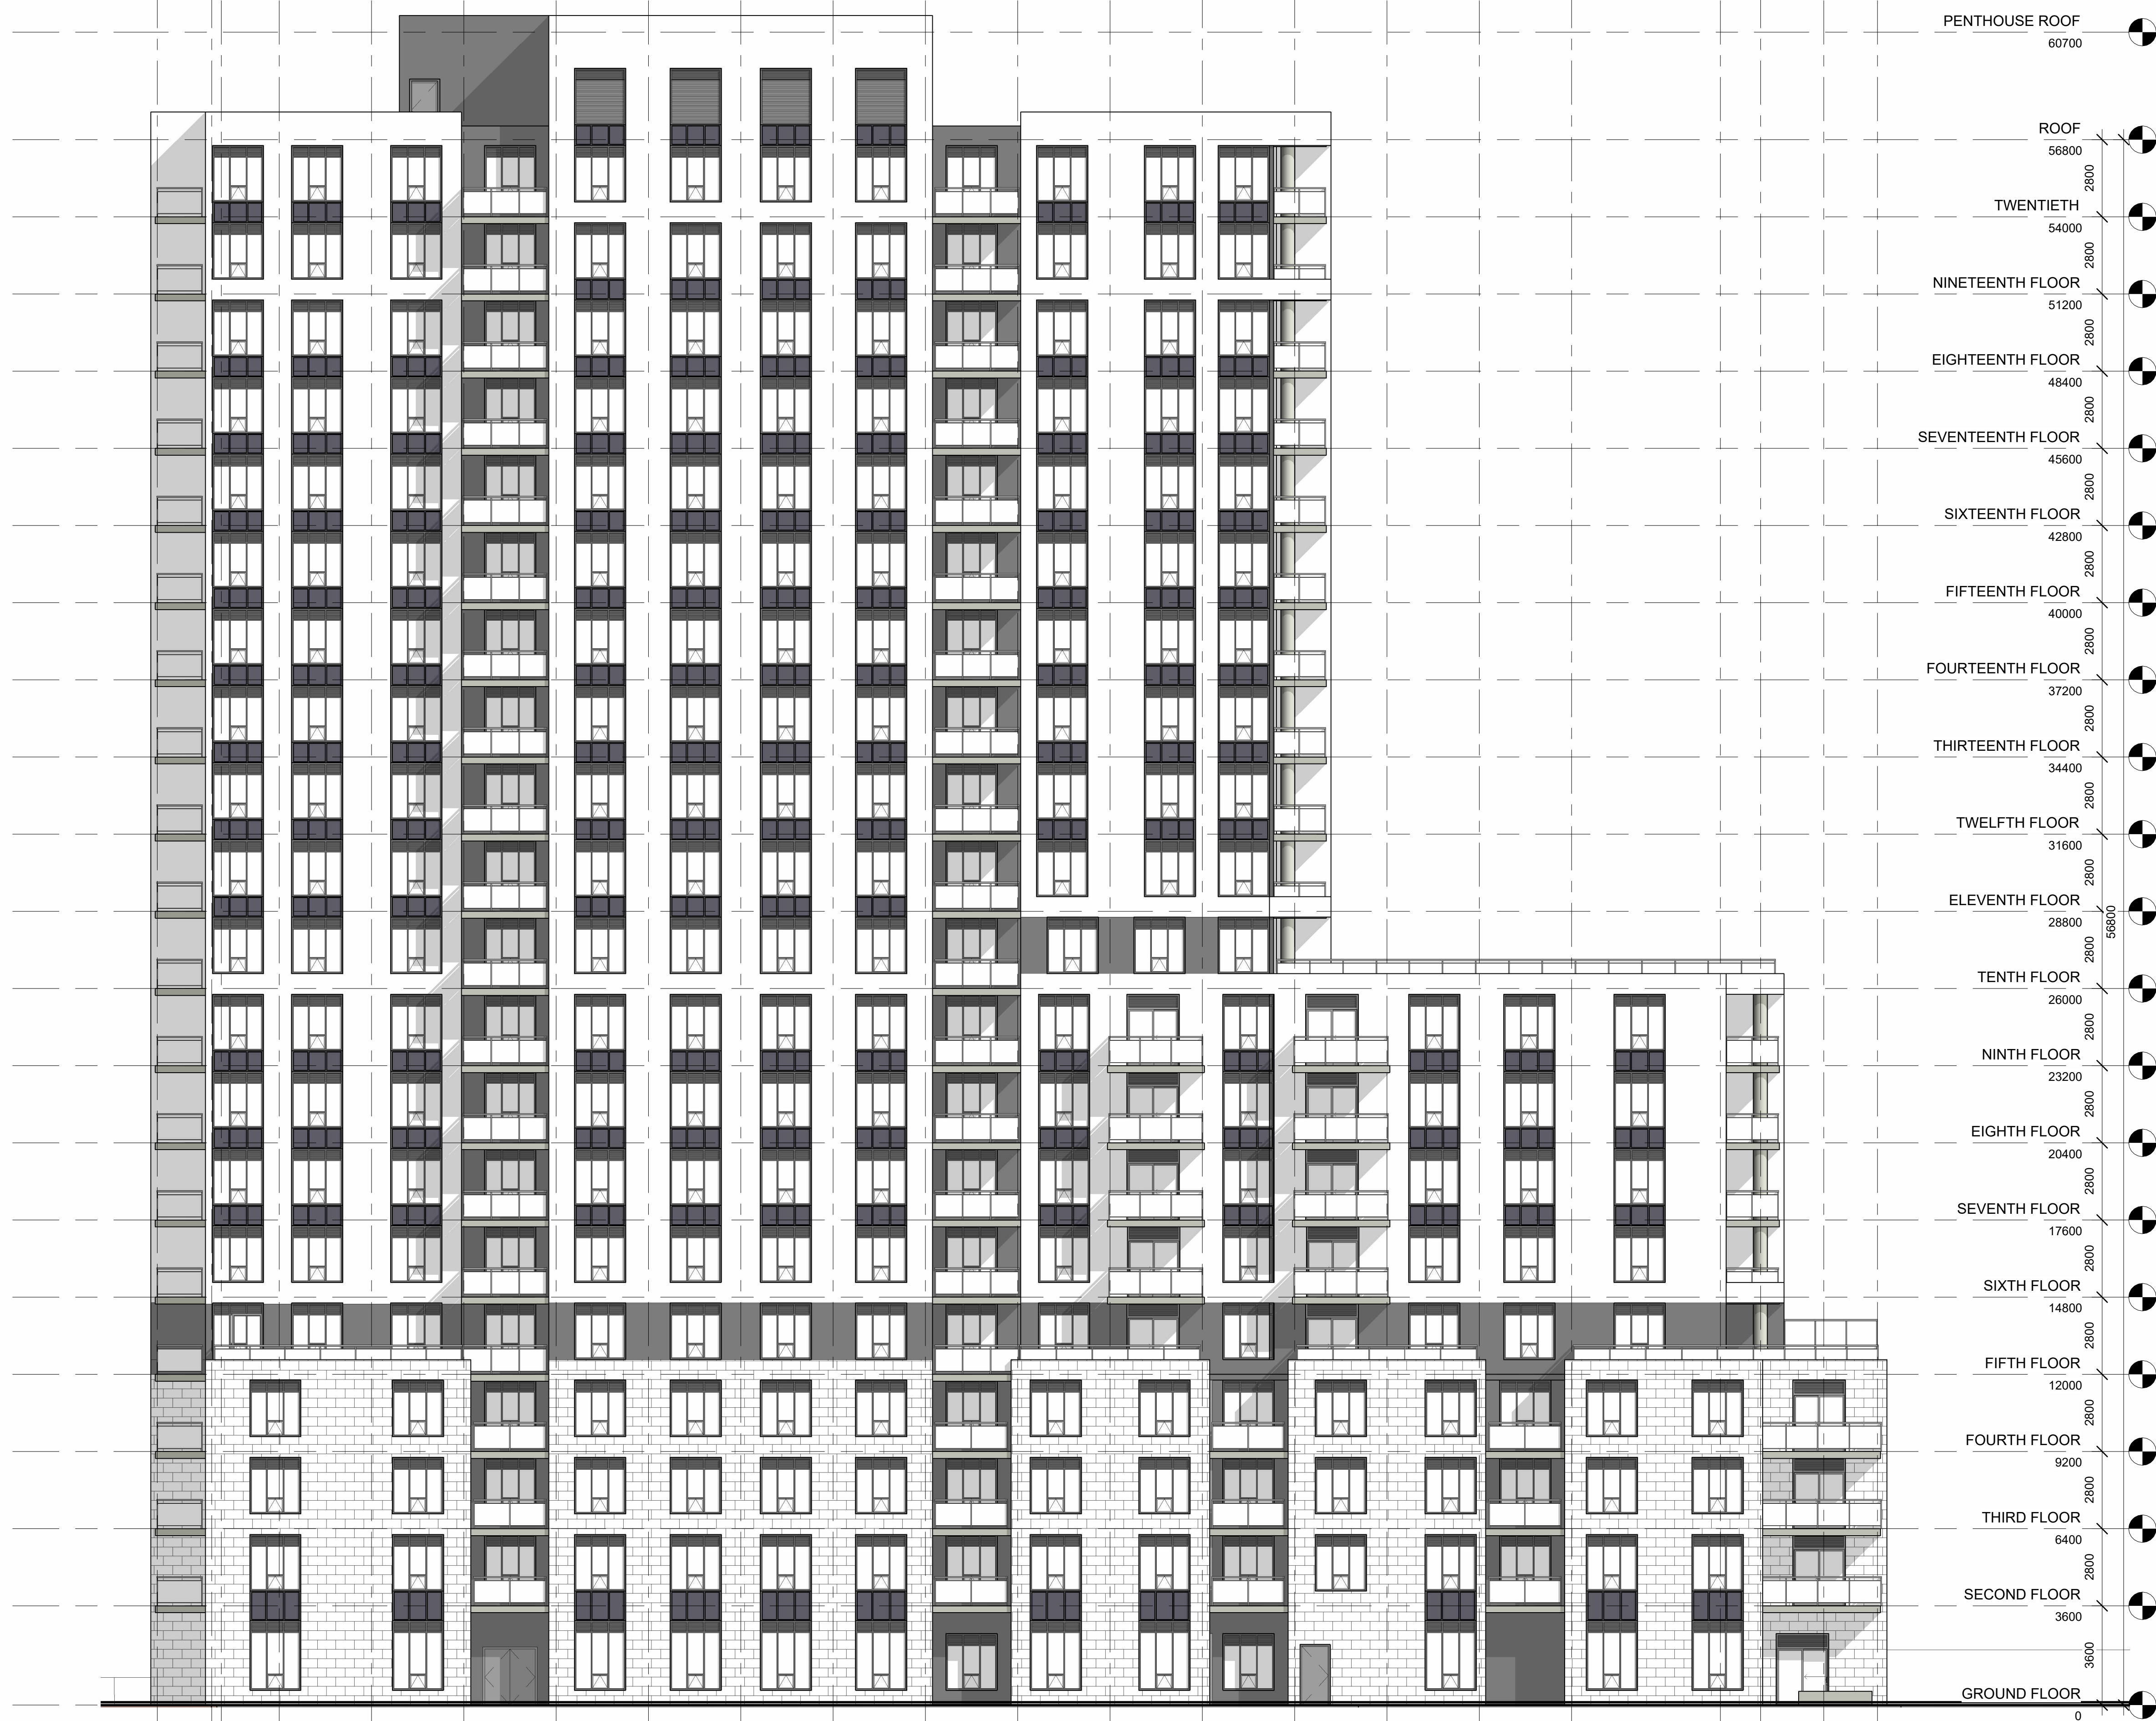 PENTHOUSE ROOF
60700
ROOF
56800
2800
TWENTIETH
54000
2800
NINETEENTH FLOOR
51200
2800
EIGHTEENTH FLOOR
48400
2800
SEVENTEENTH FLOOR
45600
2800
SIXTEENTH FLOOR
42800
2800
FIFTEENTH FLOOR
40000
2800
FOURTEENTH FLOOR
37200
2800
THIRTEENTH FLOOR
34400
2800
TWELFTH FLOOR
31600
2800
ELEVENTH FLOOR
28800
56800
2800
TENTH FLOOR
26000
2800
NINTH FLOOR
23200
2800
EIGHTH FLOOR
20400
2800
SEVENTH FLOOR
17600
2800
SIXTH FLOOR
14800
2800
FIFTH FLOOR
12000
2800
FOURTH FLOOR
9200
2800
THIRD FLOOR
6400
2800
SECOND FLOOR
3600
3600
GROUND FLOOR
0